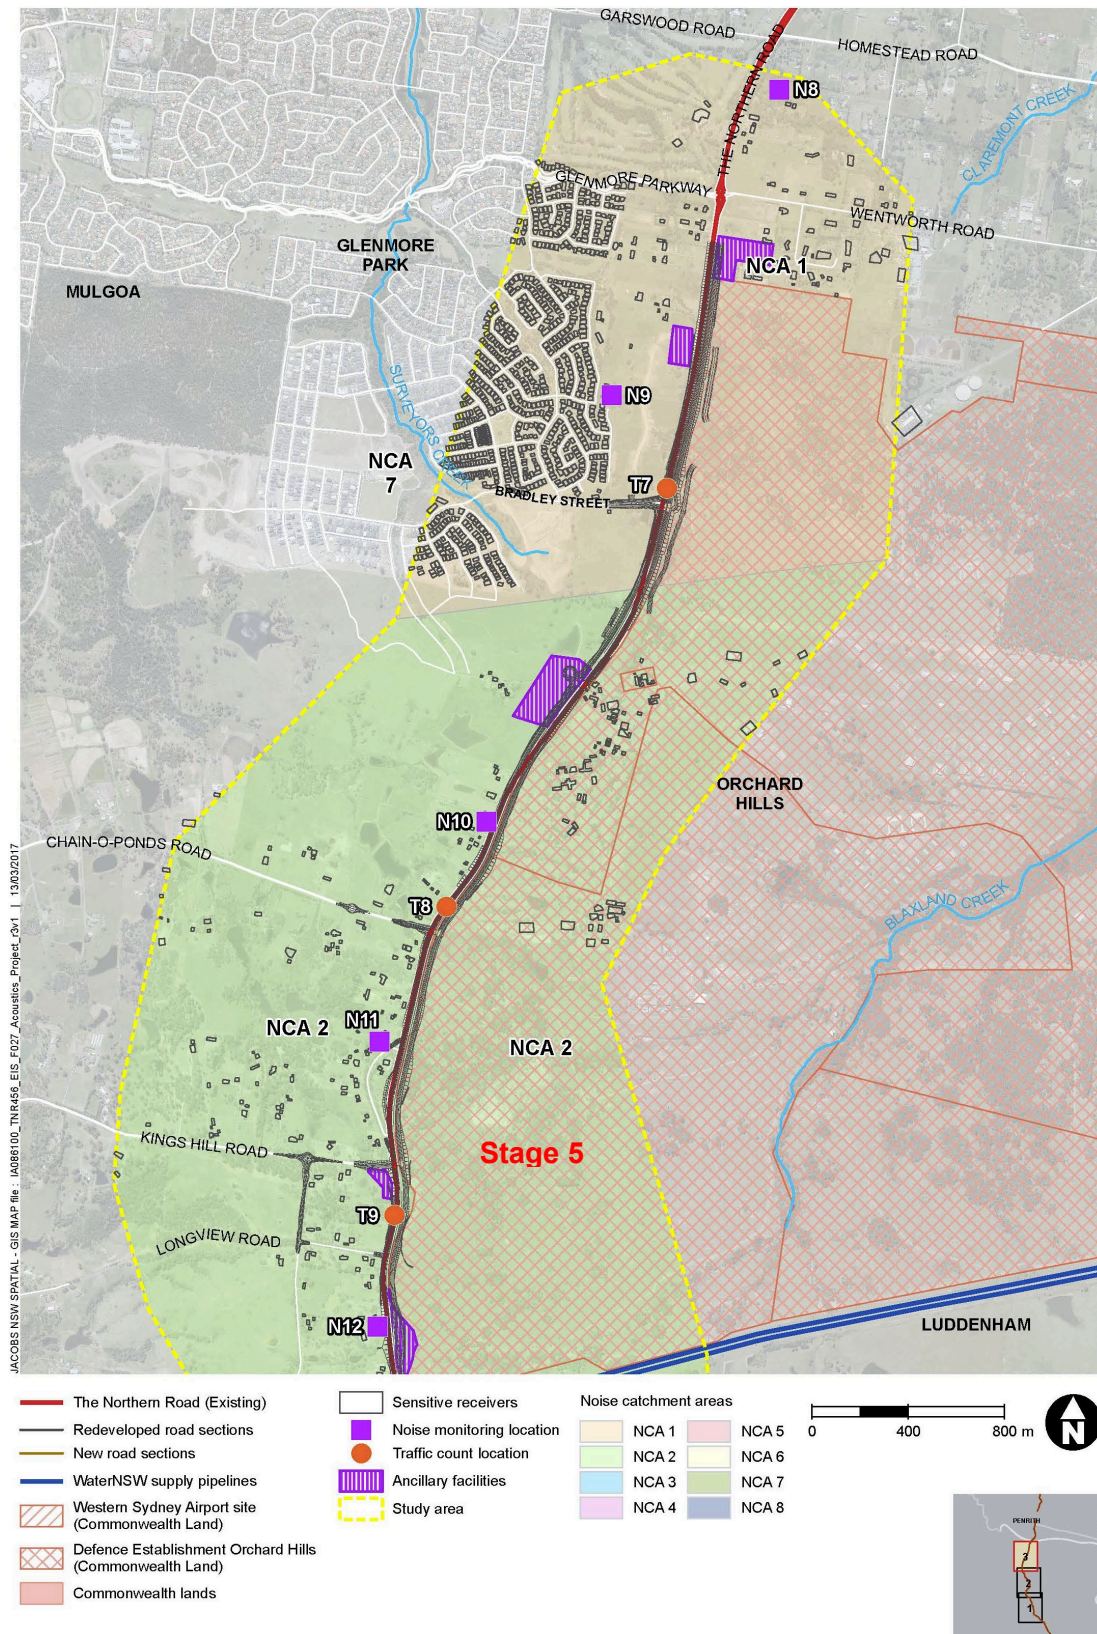 GARSWOOD ROAD
HOMESTEAD ROAD
THE NORTHERN ROAD
N8
CLAREMONT CREEK
GLENMORE PARKWAY
WENTWORTH ROAD
GLENMORE
PARK
NCA 1
MULGOA
SURVEYORS CREEK
N9
NCA
7
T7
BRADLEY STREET
ORCHARD
HILLS
N10
CHAIN-O-PONDS ROAD
T8
BLAXLAND CREEK
NCA 2
N11
NCA 2
KINGS HILL ROAD
Stage 5
T9
LONGVIEW ROAD
N12
LUDDENHAM
JACOBS NSW SPATIAL - GIS MAP file : IA086100_TNR456_EIS_F027_Acoustics_Project_r3v1 | 13/03/2017
The Northern Road (Existing)
Redeveloped road sections
New road sections
WaterNSW supply pipelines
Western Sydney Airport site
(Commonwealth Land)
Defence Establishment Orchard Hills
(Commonwealth Land)
Commonwealth lands
Sensitive receivers
Noise monitoring location
Traffic count location
Ancillary facilities
Study area
Noise catchment areas
NCA 1
NCA 2
NCA 3
NCA 4
NCA 5
NCA 6
NCA 7
NCA 8
0 400 800 m
N
PENRITH
3
2
1